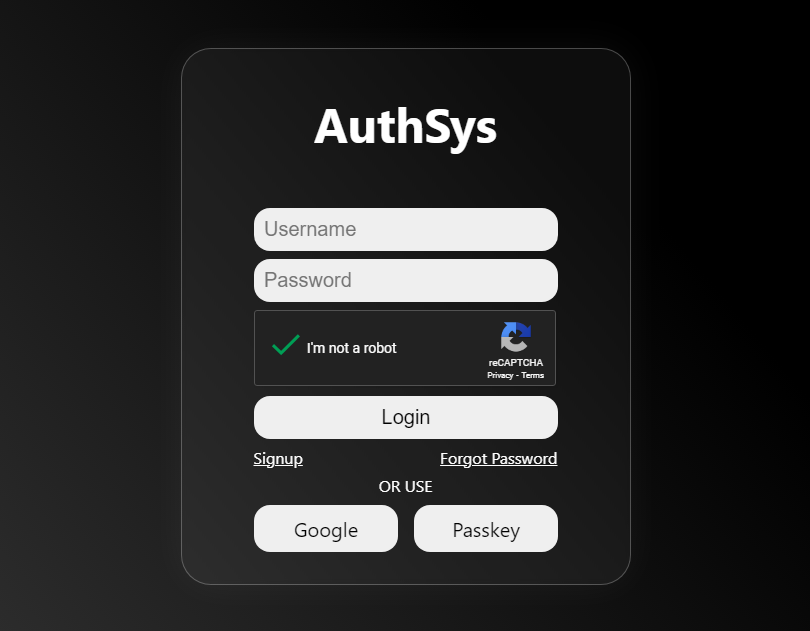 AuthSys
Username
Password
I'm not a robot
reCAPTCHA
Privacy - Terms
Login
Signup Forgot Password
OR USE
Google Passkey